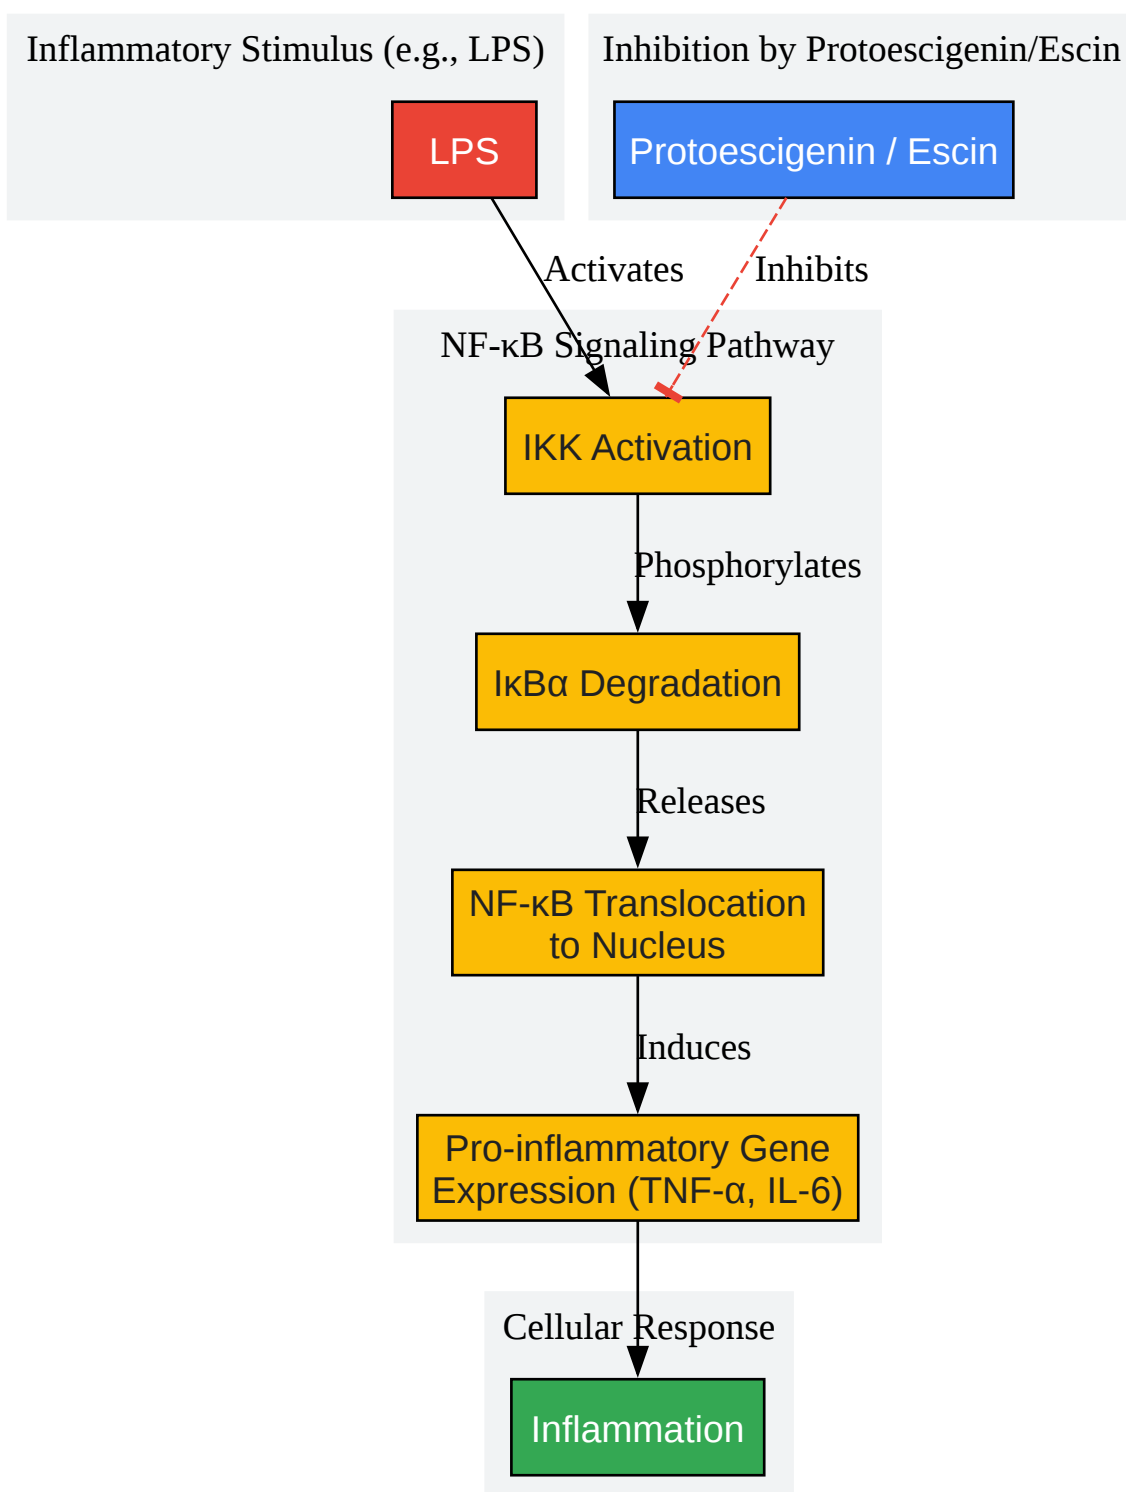 Inflammatory Stimulus (e.g., LPS)
Inhibition by Protoescigenin/Escin
LPS
Protoescigenin / Escin
Activates
Inhibits
NF-κB Signaling Pathway
IKK Activation
Phosphorylates
IκBα Degradation
Releases
NF-κB Translocation
to Nucleus
Induces
Pro-inflammatory Gene
Expression (TNF-α, IL-6)
Cellular Response
Inflammation